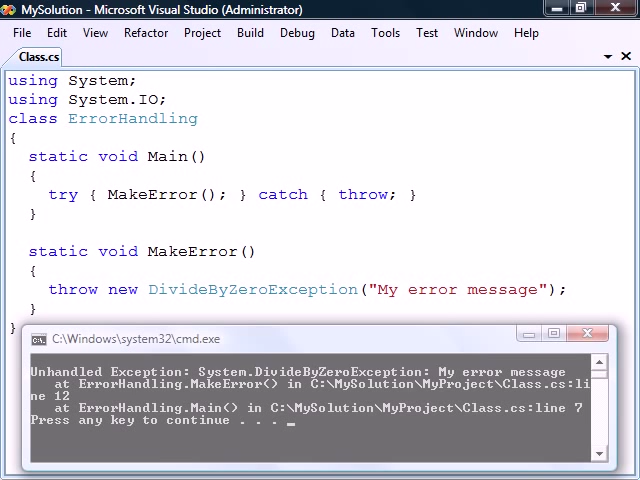 MySolution - Microsoft Visual Studio (Administrator)
File Edit View Refactor Project Build Debug Data Tools Test Window Help
Class.cs
using System;
using System.IO;
class ErrorHandling
{
static void Main()
{
try { MakeError(); } catch { throw; }
}
static void MakeError()
{
throw new DivideByZeroException("My error message");
}
}
C:\Windows\system32\cmd.exe
Unhandled Exception: System.DivideByZeroException: My error message
at ErrorHandling.MakeError() in C:\MySolution\MyProject\Class.cs:li
ne 12
at ErrorHandling.Main() in C:\MySolution\MyProject\Class.cs:line 7
Press any key to continue . . . _